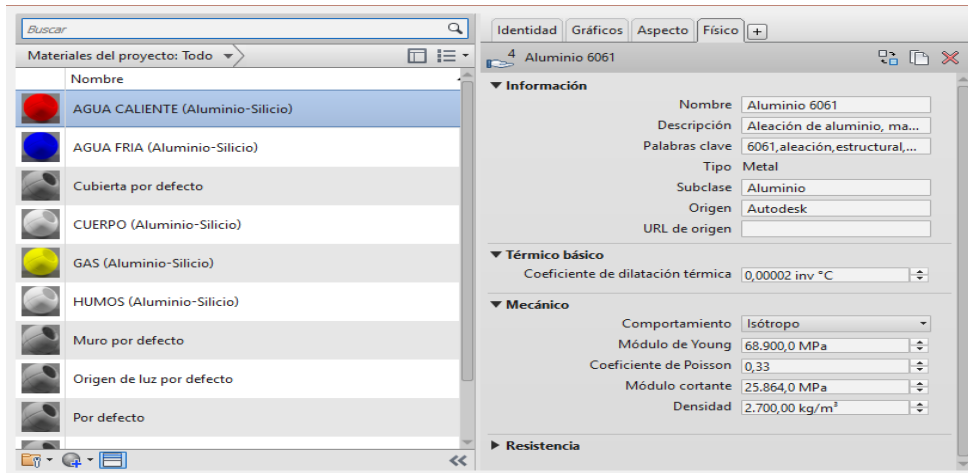 Buscar
Materiales del proyecto: Todo
Nombre
AGUA CALIENTE (Aluminio-Silicio)
AGUA FRIA (Aluminio-Silicio)
Cubierta por defecto
CUERPO (Aluminio-Silicio)
GAS (Aluminio-Silicio)
HUMOS (Aluminio-Silicio)
Muro por defecto
Origen de luz por defecto
Por defecto
Identidad Gráficos Aspecto Físico
4 Aluminio 6061
Información
Nombre Aluminio 6061
Descripción Aleación de aluminio, ma...
Palabras clave 6061,aleación,estructural,...
Tipo Metal
Subclase Aluminio
Origen Autodesk
URL de origen
Térmico básico
Coeficiente de dilatación térmica 0,00002 inv °C
Mecánico
Comportamiento Isótropo
Módulo de Young 68.900,0 MPa
Coeficiente de Poisson 0,33
Módulo cortante 25.864,0 MPa
Densidad 2.700,00 kg/m³
Resistencia